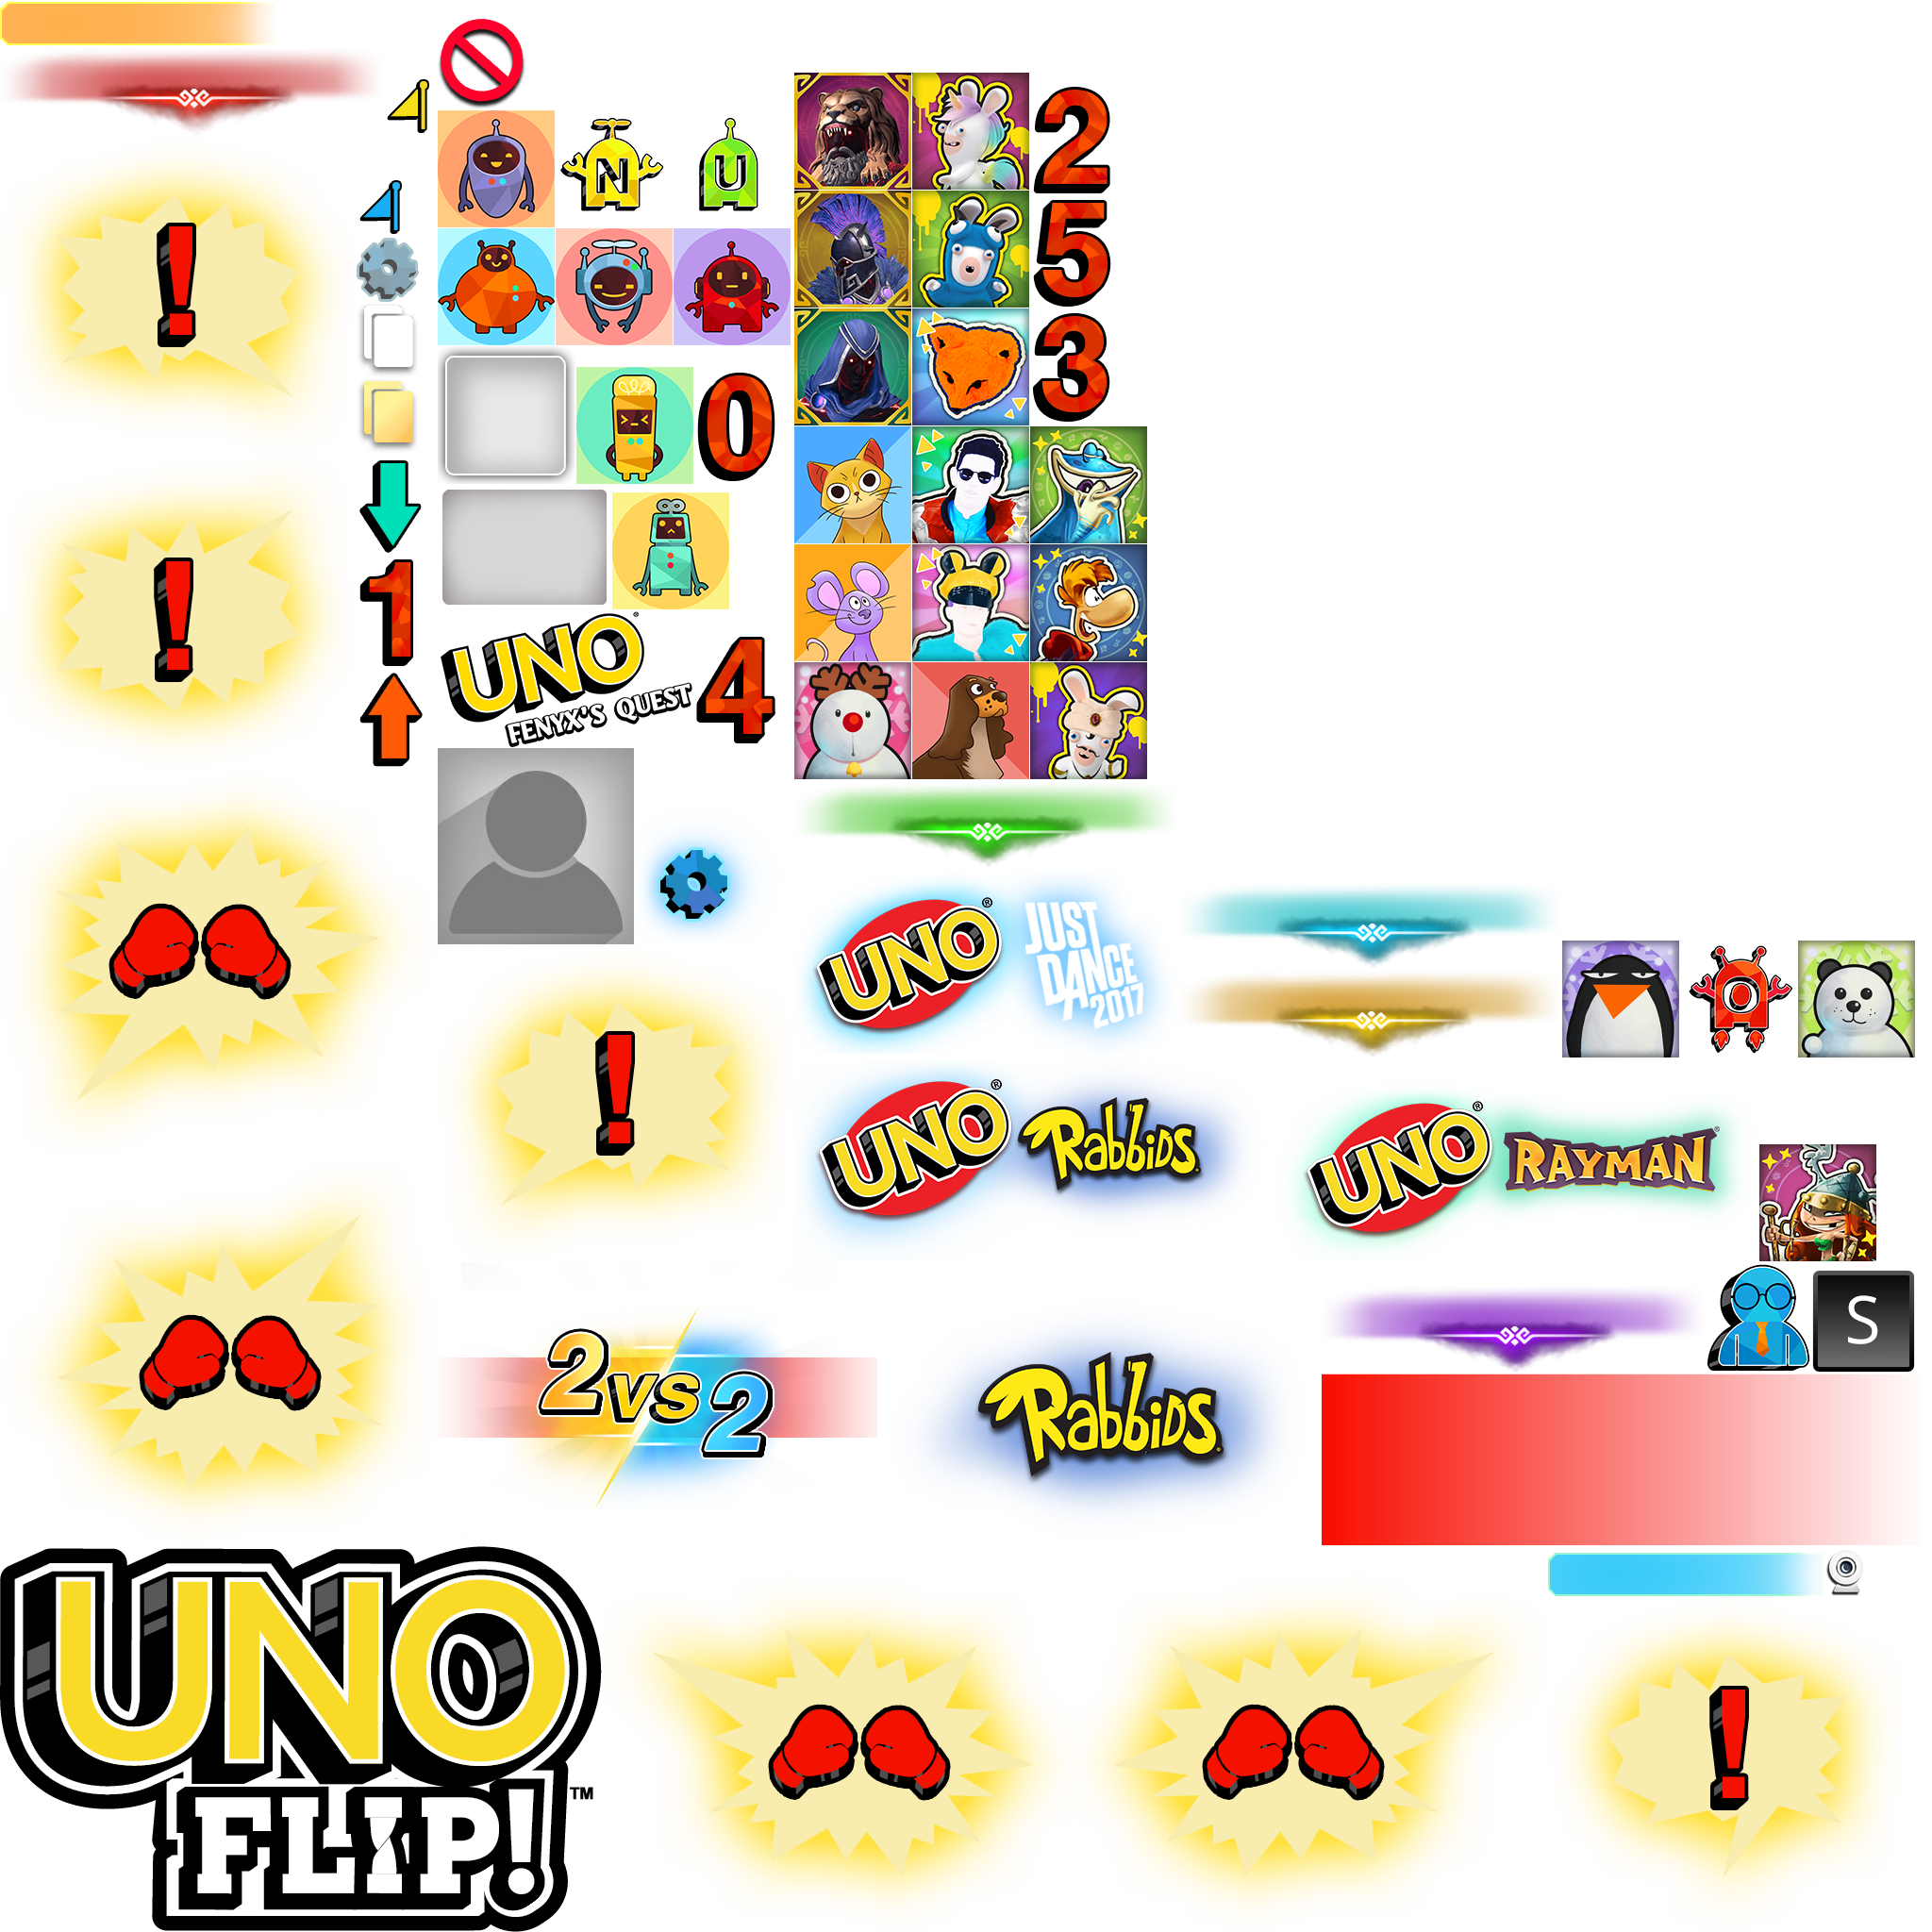 N
U
2
5
3
0
1
UNO®
FENYX'S QUEST
4
UNO®
JUST
DANCE
2017
O
UNO®
Rabbids
UNO®
RAYMAN®
S
2 vs 2
Rabbids
UNO
FLIP!™
!
!
!
!